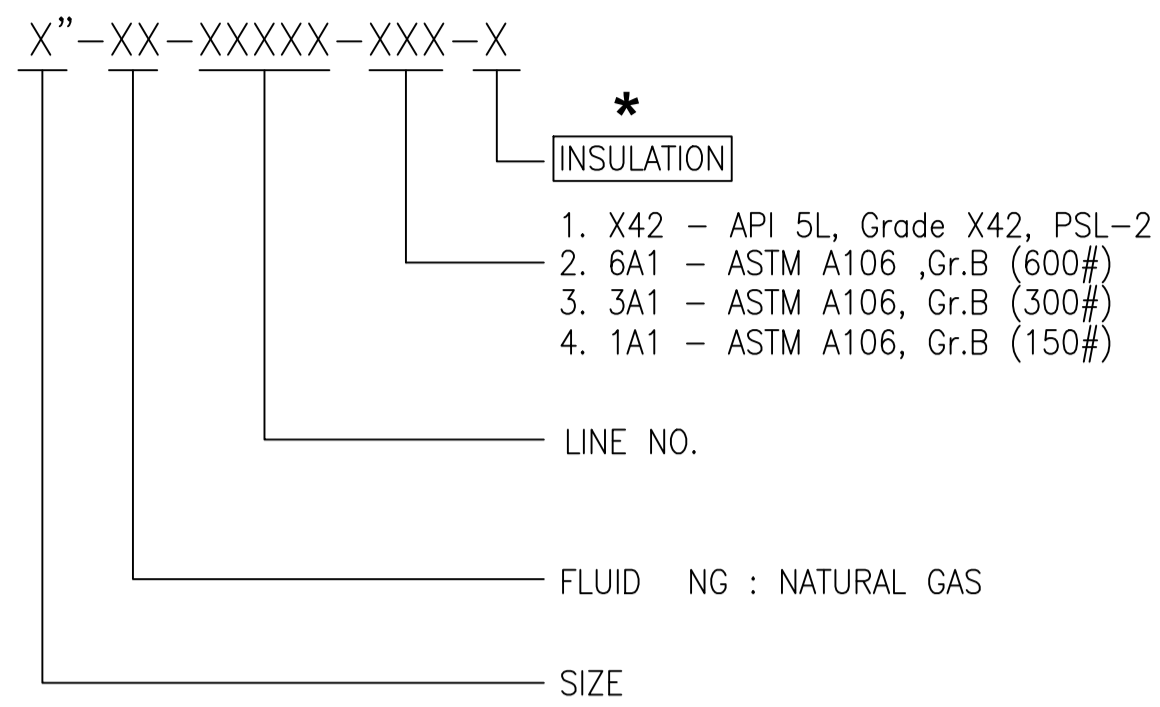 X"-XX-XXXXX-XXX-X
*
INSULATION
1. X42 - API 5L, Grade X42, PSL-2
2. 6A1 - ASTM A106 ,Gr.B (600#)
3. 3A1 - ASTM A106, Gr.B (300#)
4. 1A1 - ASTM A106, Gr.B (150#)
LINE NO.
FLUID NG : NATURAL GAS
SIZE